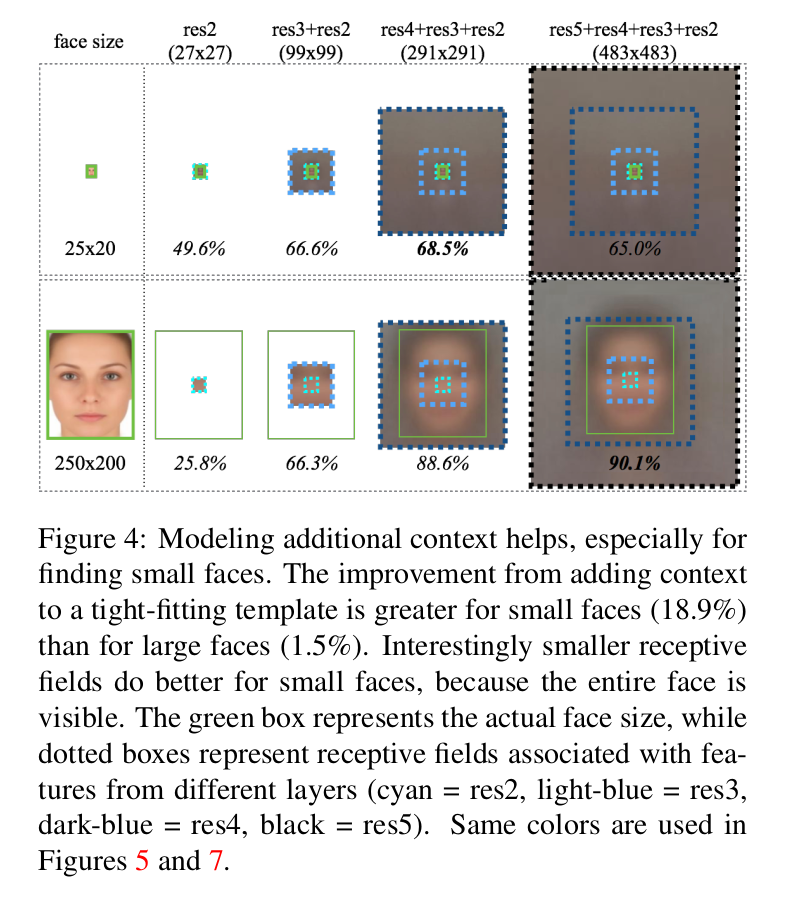 face size
res2
(27x27)
res3+res2
(99x99)
res4+res3+res2
(291x291)
res5+res4+res3+res2
(483x483)
25x20
49.6%
66.6%
68.5%
65.0%
250x200
25.8%
66.3%
88.6%
90.1%
Figure 4: Modeling additional context helps, especially for
finding small faces. The improvement from adding context
to a tight-fitting template is greater for small faces (18.9%)
than for large faces (1.5%). Interestingly smaller receptive
fields do better for small faces, because the entire face is
visible. The green box represents the actual face size, while
dotted boxes represent receptive fields associated with fea-
tures from different layers (cyan = res2, light-blue = res3,
dark-blue = res4, black = res5). Same colors are used in
Figures 5 and 7.